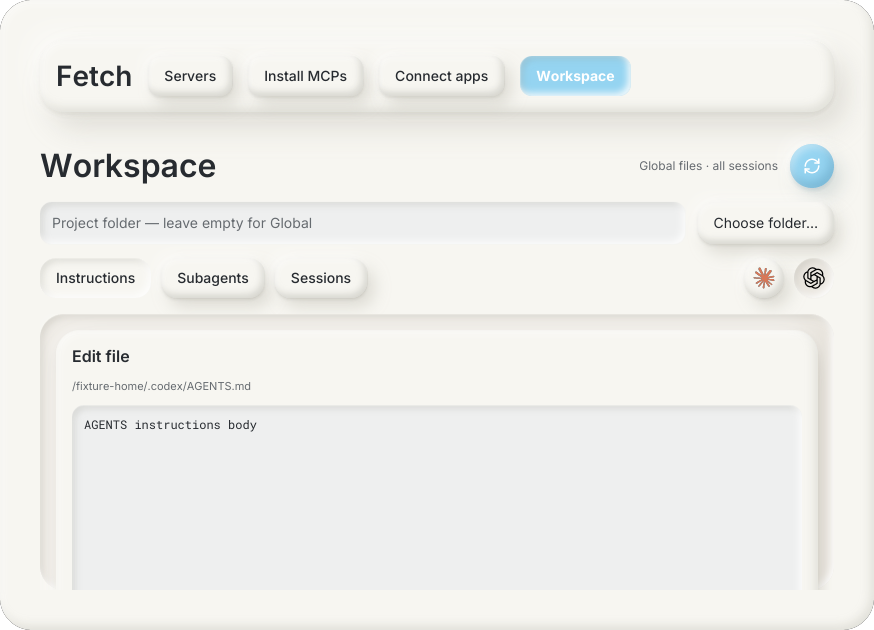 Fetch
Servers
Install MCPs
Connect apps
Workspace
Workspace
Global files · all sessions
Project folder — leave empty for Global
Choose folder...
Instructions
Subagents
Sessions
Edit file
/fixture-home/.codex/AGENTS.md
AGENTS instructions body